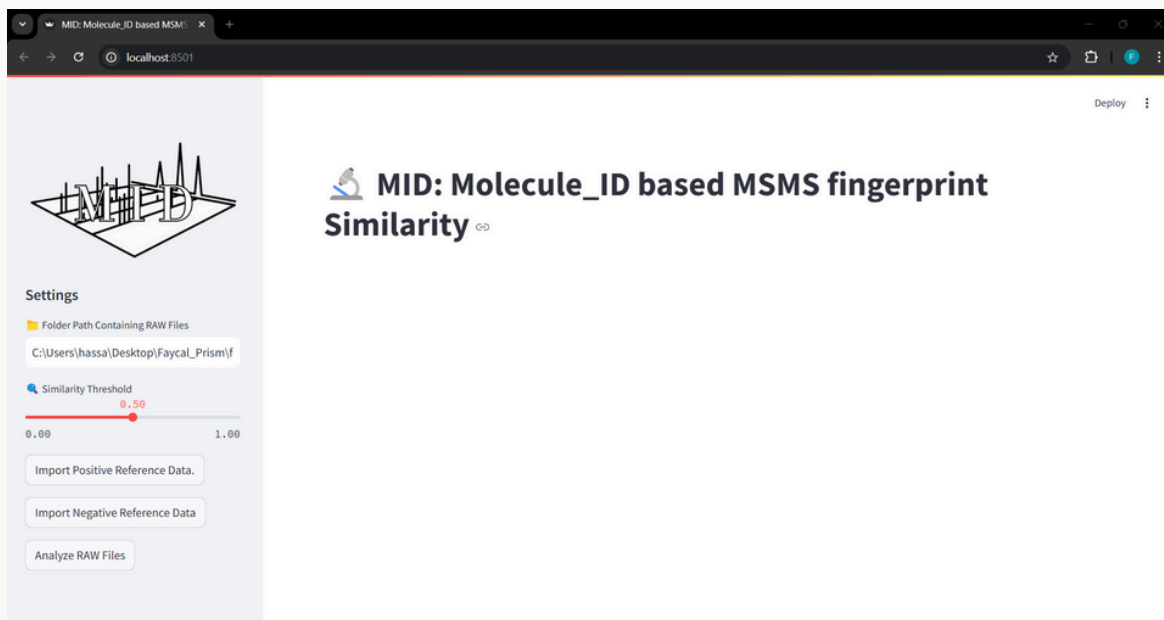 MID: Molecule_ID based MSMS
localhost:8501
Deploy
MID
MID: Molecule_ID based MSMS fingerprint
Similarity
Settings
Folder Path Containing RAW Files
C:\Users\hassa\Desktop\Faycal_Prism\f
Similarity Threshold
0.50
0.00 1.00
Import Positive Reference Data.
Import Negative Reference Data
Analyze RAW Files
F